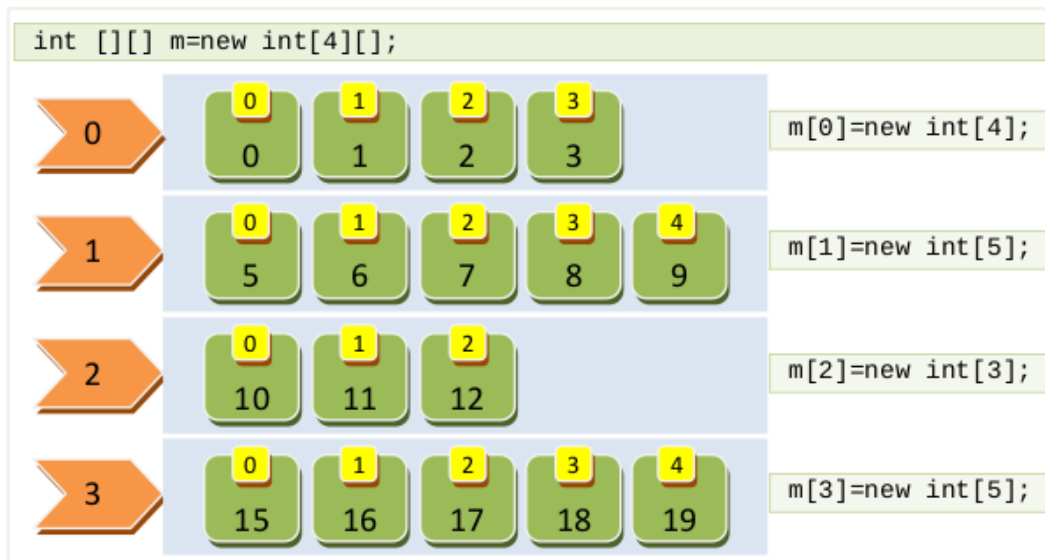 int [][] m=new int[4][];
0 1 2 3
0 0 1 2 3 m[0]=new int[4];
0 1 2 3 4
1 5 6 7 8 9 m[1]=new int[5];
0 1 2
2 10 11 12 m[2]=new int[3];
0 1 2 3 4
3 15 16 17 18 19 m[3]=new int[5];